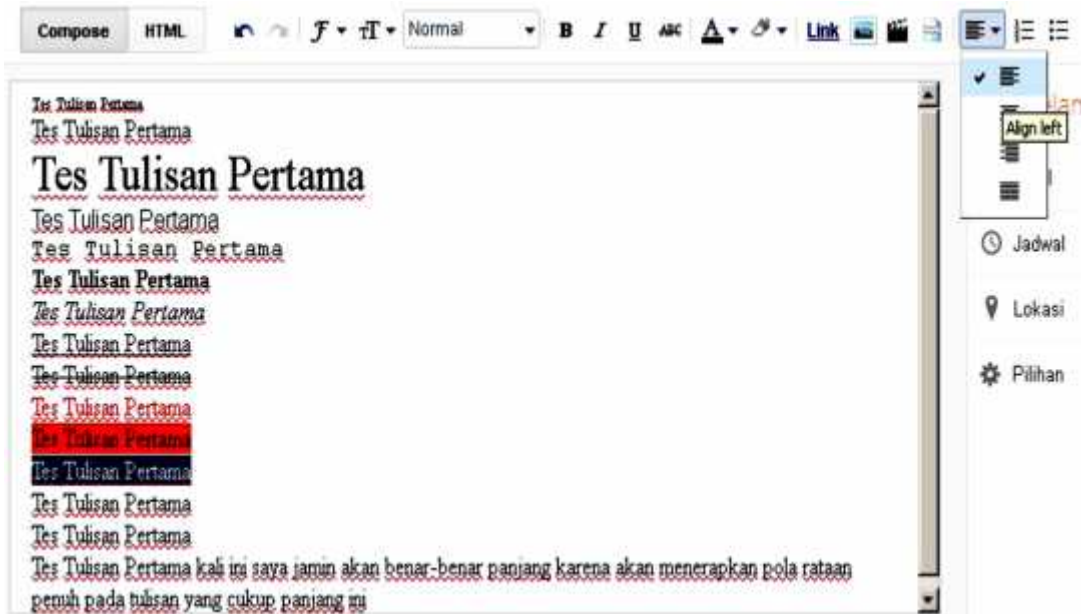 Compose HTML Normal B I U ABC A Link
Align left
Tes Tulisan Pertama
Tes Tulisan Pertama
Tes Tulisan Pertama
Tes Tulisan Pertama
Tes Tulisan Pertama
Tes Tulisan Pertama
Tes Tulisan Pertama
Tes Tulisan Pertama
Tes Tulisan Pertama
Tes Tulisan Pertama
Tes Tulisan Pertama
Tes Tulisan Pertama
Tes Tulisan Pertama
Tes Tulisan Pertama
Tes Tulisan Pertama kali ini saya jamin akan benar-benar panjang karena akan menerapkan pola rataan
penuh pada tulisan yang cukup panjang ini
Jadwal
Lokasi
Pilihan